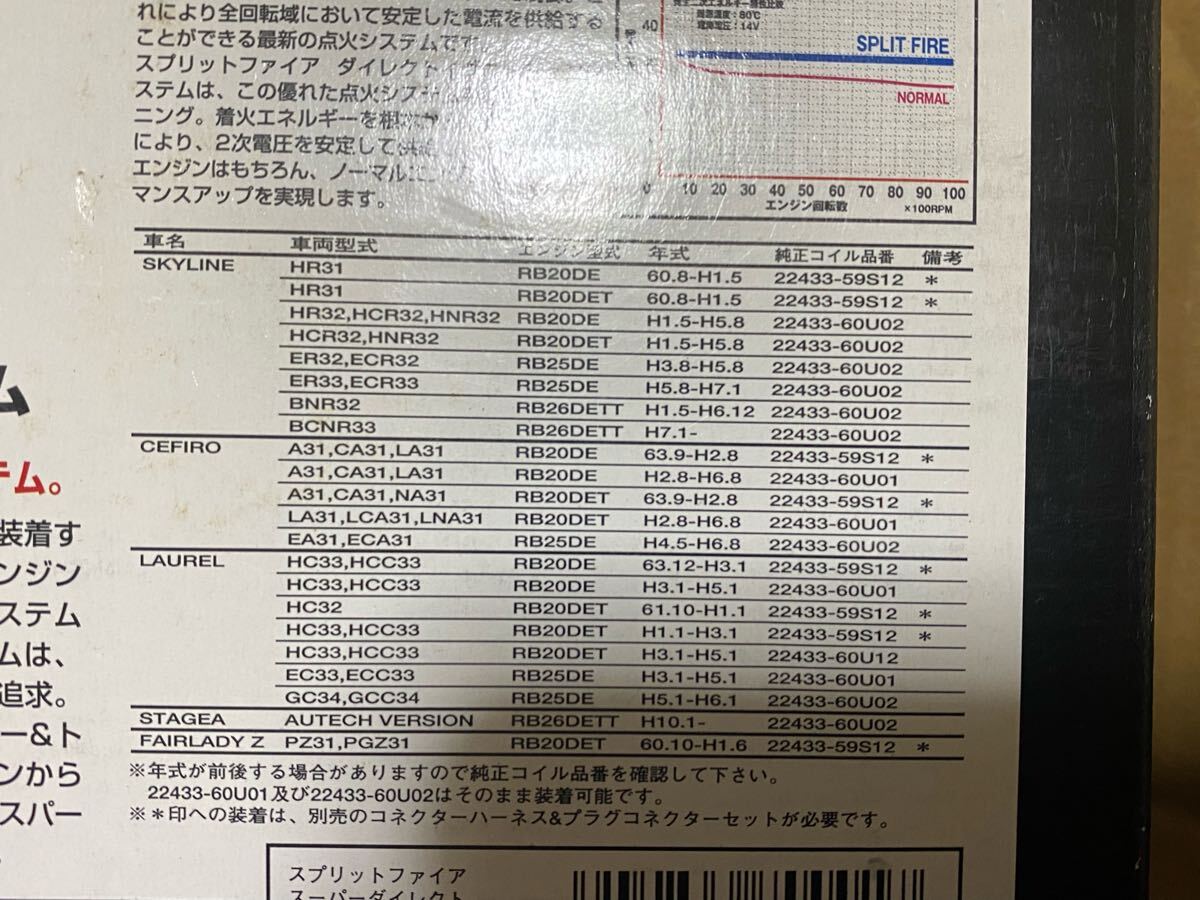 れにより全回転域において安定した電流を供給する
ことができる最新の点火システムです。
スプリットファイア ダイレクト
ステムは、この優れた点火システム
ニング。着火エネルギーを
により、2次電圧を安定して供給
エンジンはもちろん、ノーマル
マンスアップを実現します。
40
周囲温度:80℃
電源電圧:14V
SPLIT FIRE
NORMAL
0 10 20 30 40 50 60 70 80 90 100
エンジン回転数 ×100RPM
車名 車両型式 エンジン型式 年式 純正コイル品番 備考
SKYLINE HR31 RB20DE 60.8-H1.5 22433-59S12 *
HR31 RB20DET 60.8-H1.5 22433-59S12 *
HR32,HCR32,HNR32 RB20DE H1.5-H5.8 22433-60U02
HCR32,HNR32 RB20DET H1.5-H5.8 22433-60U02
ER32,ECR32 RB25DE H3.8-H5.8 22433-60U02
ER33,ECR33 RB25DE H5.8-H7.1 22433-60U02
BNR32 RB26DETT H1.5-H6.12 22433-60U02
BCNR33 RB26DETT H7.1- 22433-60U02
CEFIRO A31,CA31,LA31 RB20DE 63.9-H2.8 22433-59S12 *
A31,CA31,LA31 RB20DE H2.8-H6.8 22433-60U01
A31,CA31,NA31 RB20DET 63.9-H2.8 22433-59S12 *
LA31,LCA31,LNA31 RB20DET H2.8-H6.8 22433-60U01
EA31,ECA31 RB25DE H4.5-H6.8 22433-60U02
LAUREL HC33,HCC33 RB20DE 63.12-H3.1 22433-59S12 *
HC33,HCC33 RB20DE H3.1-H5.1 22433-60U01
HC32 RB20DET 61.10-H1.1 22433-59S12 *
HC33,HCC33 RB20DET H1.1-H3.1 22433-59S12 *
HC33,HCC33 RB20DET H3.1-H5.1 22433-60U12
EC33,ECC33 RB25DE H3.1-H5.1 22433-60U01
GC34,GCC34 RB25DE H5.1-H6.1 22433-60U02
STAGEA AUTECH VERSION RB26DETT H10.1- 22433-60U02
FAIRLADY Z PZ31,PGZ31 RB20DET 60.10-H1.6 22433-59S12 *
※年式が前後する場合がありますので純正コイル品番を確認して下さい。
22433-60U01及び22433-60U02はそのまま装着可能です。
※*印への装着は、別売のコネクターハーネス&プラグコネクターセットが必要です。
ム
テム。
装着す
ンジン
ステム
ムは、
追求。
ー&ト
ンから
スパー
スプリットファイア
スーパーダイレクト